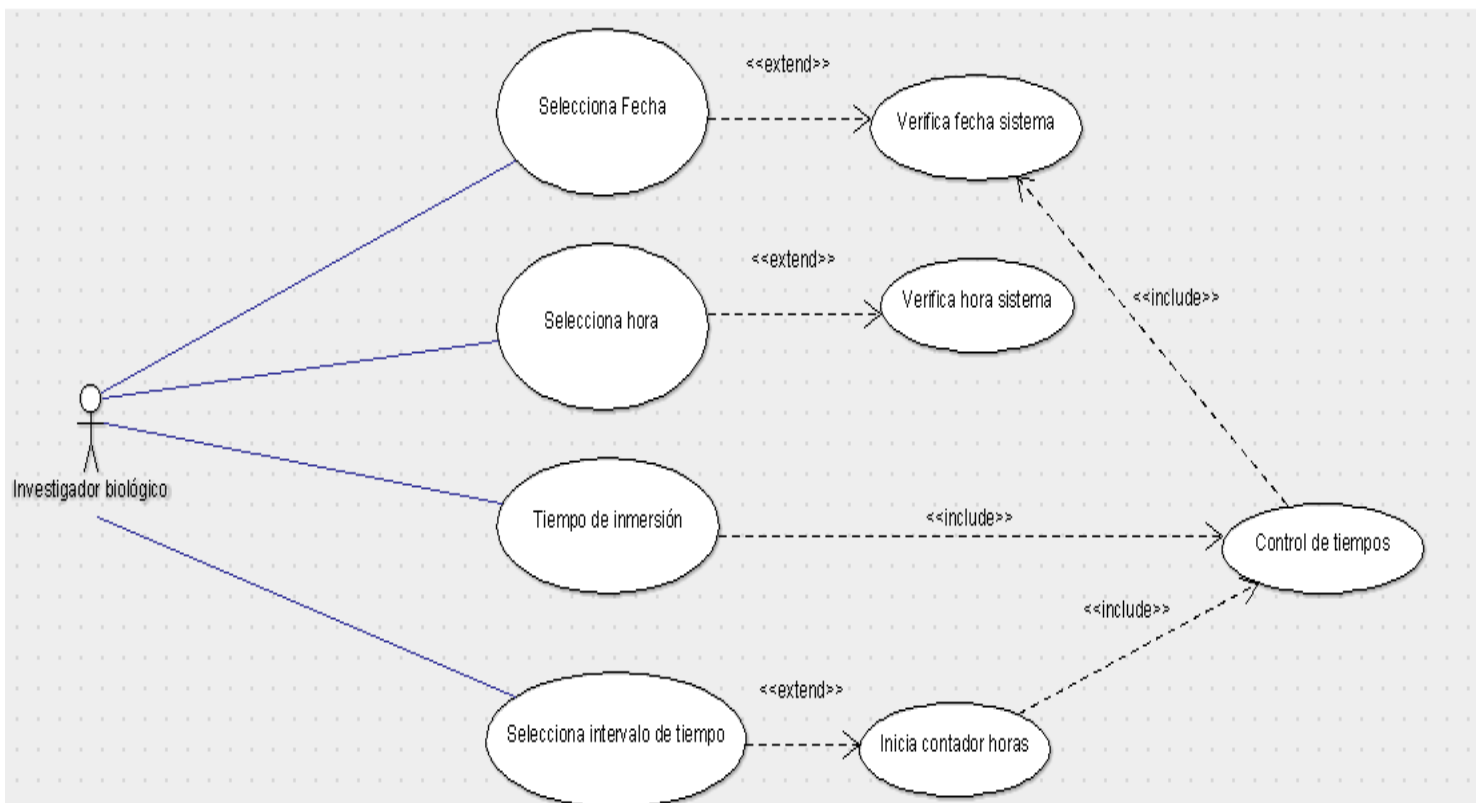 <<extend>>
Selecciona Fecha
Verifica fecha sistema
<<extend>>
Selecciona hora
Verifica hora sistema
<<include>>
Investigador biológico
Tiempo de inmersión
<<include>>
Control de tiempos
<<include>>
<<extend>>
Selecciona intervalo de tiempo
Inicia contador horas